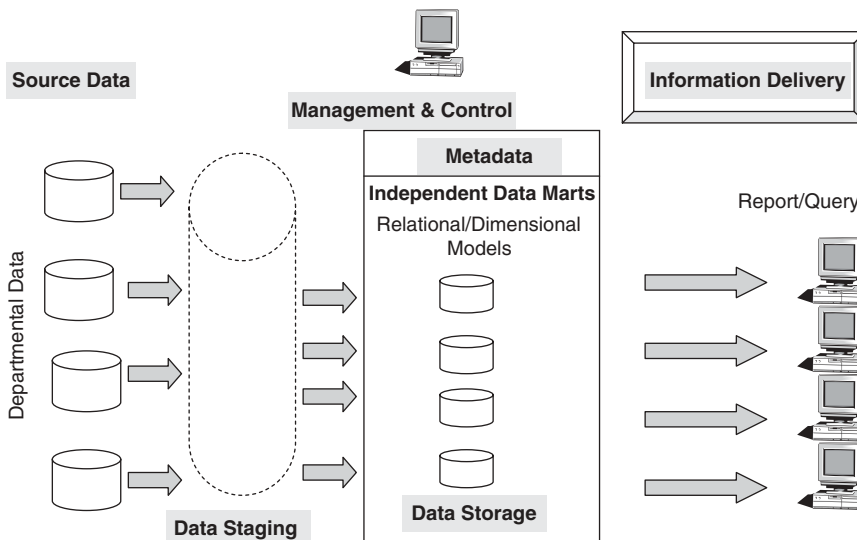 Source Data
Management & Control
Information Delivery
Metadata
Independent Data Marts
Relational/Dimensional
Models
Report/Query
Departmental Data
Data Staging
Data Storage